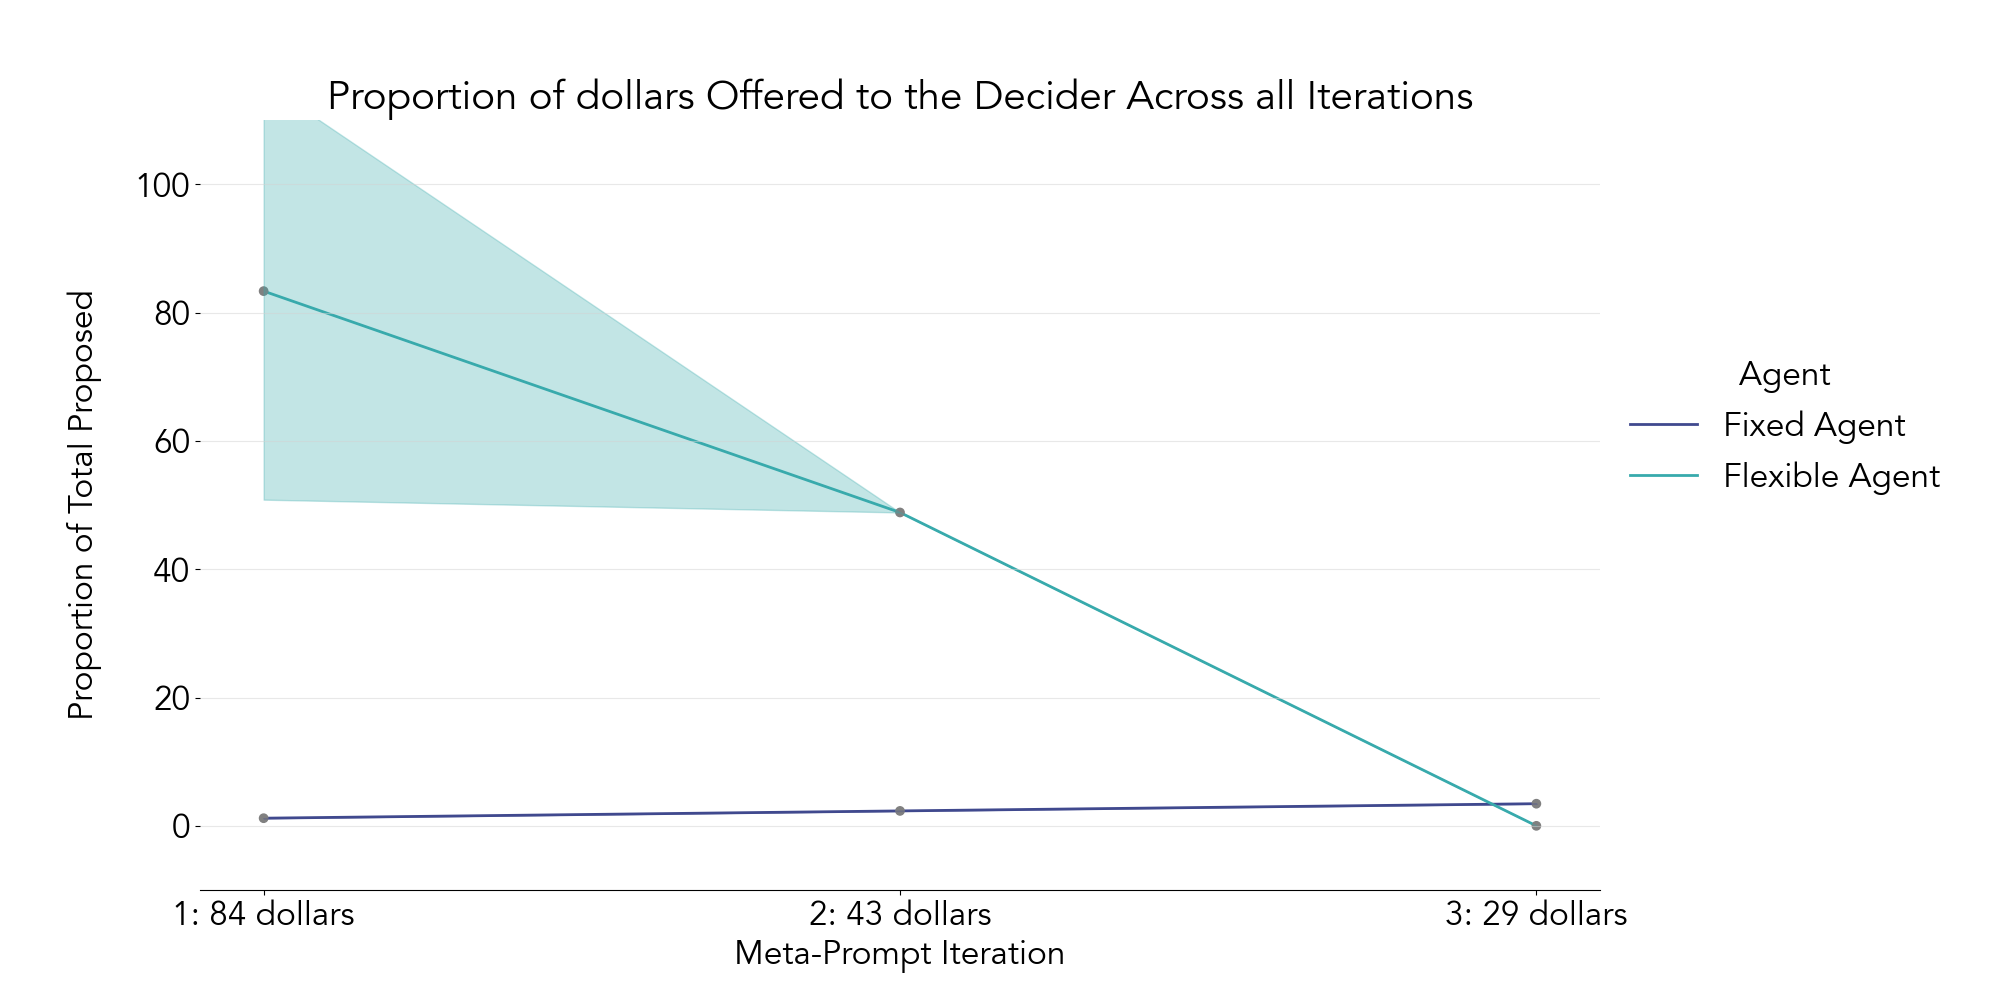 Proportion of dollars Offered to the Decider Across all Iterations
Proportion of Total Proposed
100
80
60
40
20
0
1: 84 dollars
2: 43 dollars
3: 29 dollars
Meta-Prompt Iteration
Agent
Fixed Agent
Flexible Agent